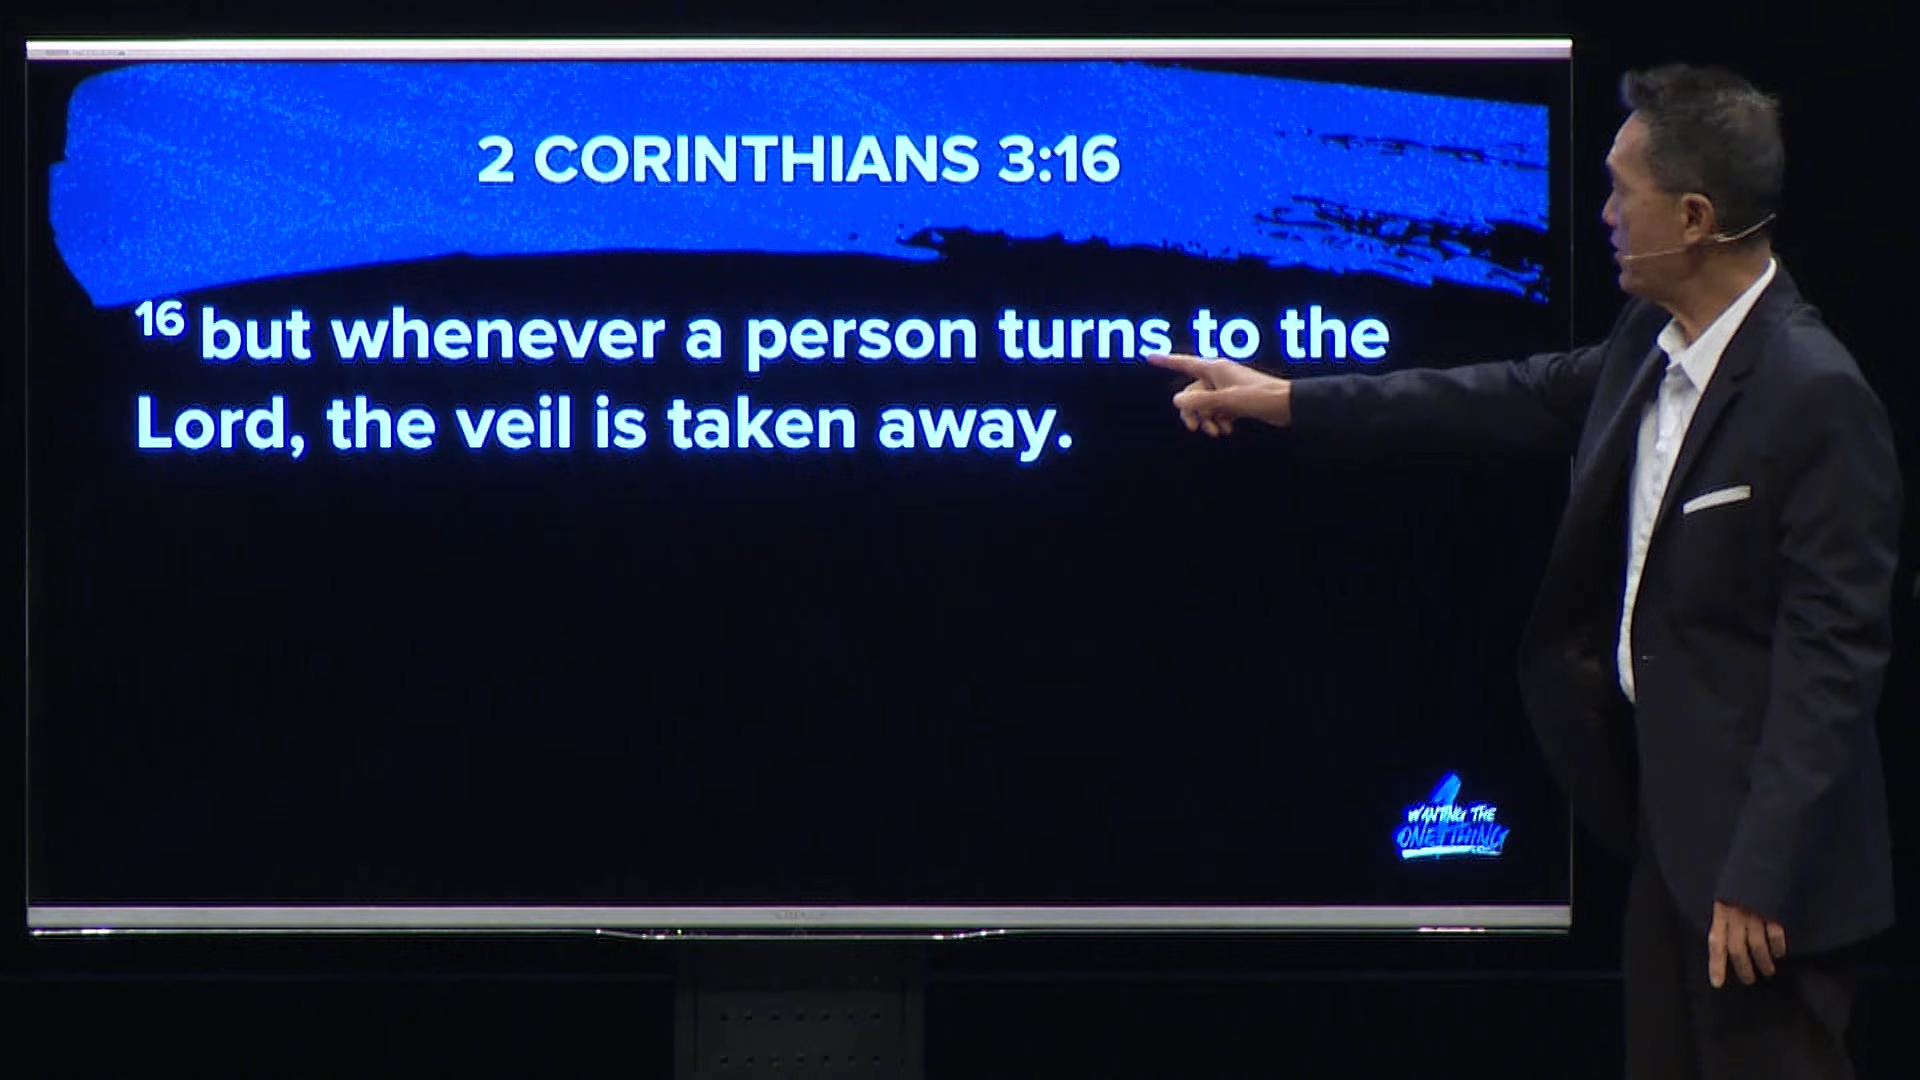 2 CORINTHIANS 3:16
16 but whenever a person turns to the
Lord, the veil is taken away.
WANTING THE
ONE THING